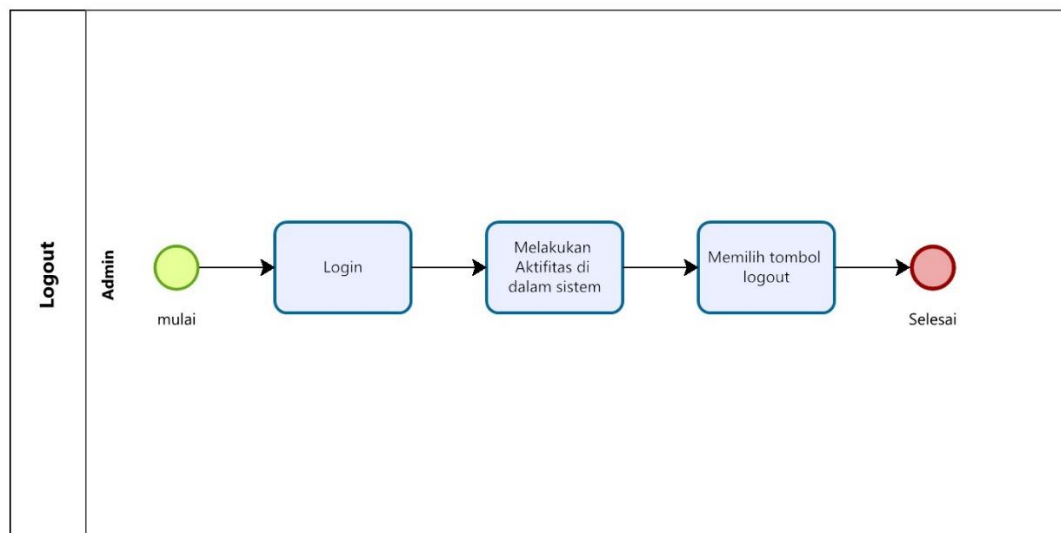 Logout
Admin
mulai
Login
Melakukan
Aktifitas di
dalam sistem
Memilih tombol
logout
Selesai